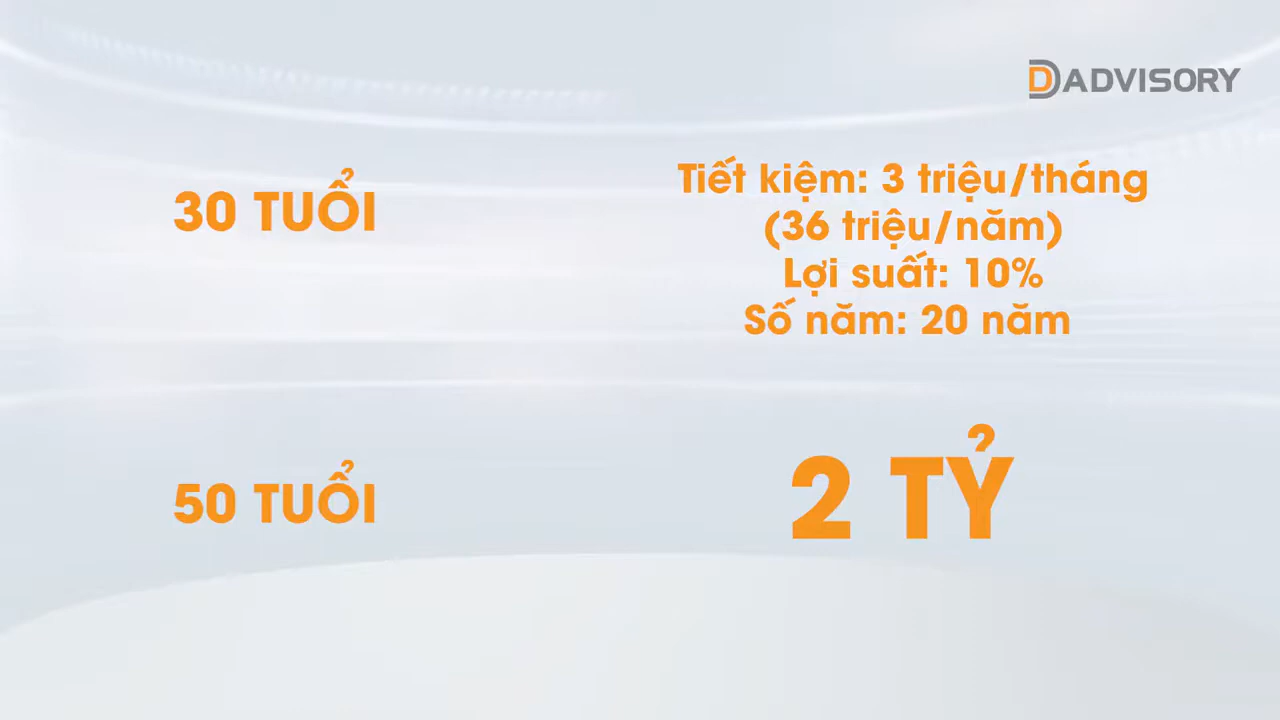 DADVISORY
30 TUỔI
Tiết kiệm: 3 triệu/tháng
(36 triệu/năm)
Lợi suất: 10%
Số năm: 20 năm
50 TUỔI
2 TỶ